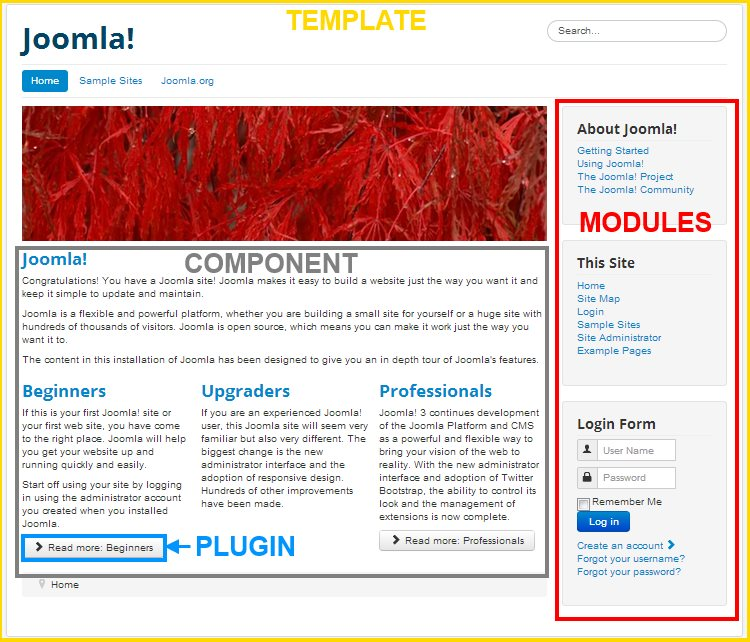 TEMPLATE
Joomla!
Search...
Home Sample Sites Joomla.org
Joomla!
COMPONENT
Congratulations! You have a Joomla site! Joomla makes it easy to build a website just the way you want it and
keep it simple to update and maintain.
Joomla is a flexible and powerful platform, whether you are building a small site for yourself or a huge site with
hundreds of thousands of visitors. Joomla is open source, which means you can make it work just the way you
want it to.
The content in this installation of Joomla has been designed to give you an in depth tour of Joomla's features.
Beginners
If this is your first Joomla! site or
your first web site, you have come
to the right place. Joomla will help
you get your website up and
running quickly and easily.
Start off using your site by logging
in using the administrator account
you created when you installed
Joomla.
Read more: Beginners
PLUGIN
Upgraders
If you are an experienced Joomla!
user, this Joomla site will seem very
familiar but also very different. The
biggest change is the new
administrator interface and the
adoption of responsive design.
Hundreds of other improvements
have been made.
Professionals
Joomla! 3 continues development
of the Joomla Platform and CMS
as a powerful and flexible way to
bring your vision of the web to
reality. With the new administrator
interface and adoption of Twitter
Bootstrap, the ability to control its
look and the management of
extensions is now complete.
Read more: Professionals
Home
About Joomla!
Getting Started
Using Joomla!
The Joomla! Project
The Joomla! Community
MODULES
This Site
Home
Site Map
Login
Sample Sites
Site Administrator
Example Pages
Login Form
User Name
Password
Remember Me
Log in
Create an account
Forgot your username?
Forgot your password?